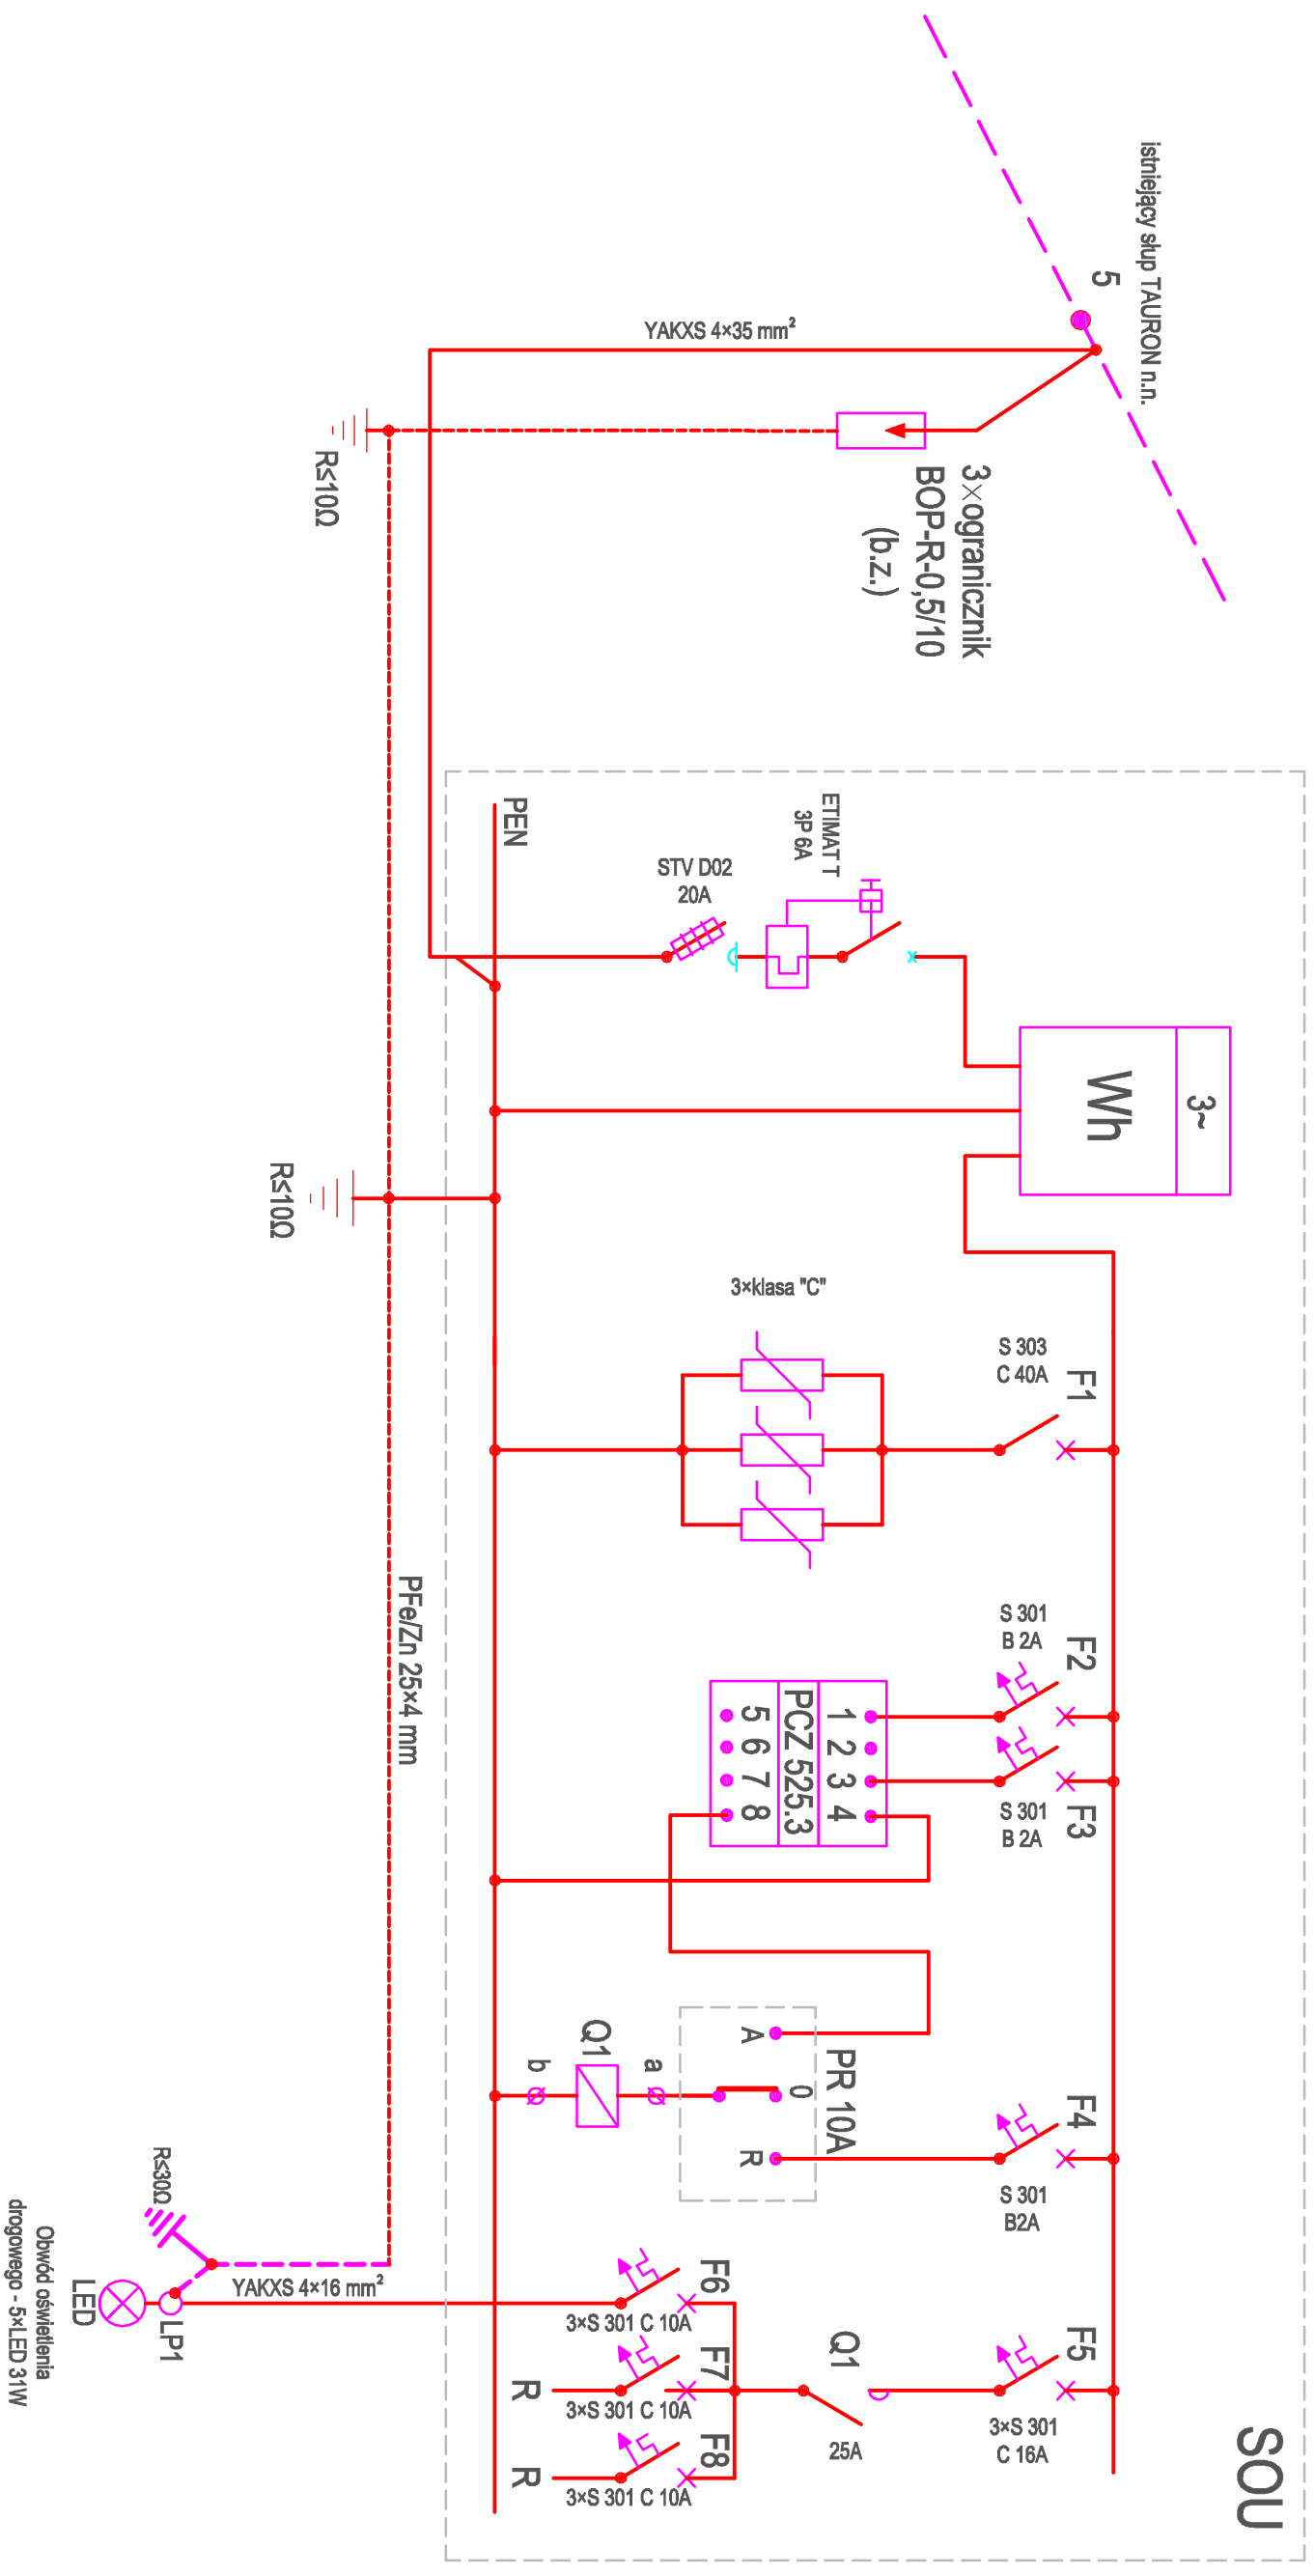 SOU
istniejący słup TAURON n.n.
5
YAKXS 4×35 mm²
3×ogranicznik
BOP-R-0,5/10
(b.z.)
R≤10Ω
PEN
ETIMAT T
3P 6A
STV D02
20A
3~
Wh
R≤10Ω
3×klasa "C"
F1
S 303
C 40A
PFe/Zn 25×4 mm
F2
S 301
B 2A
F3
S 301
B 2A
1 2 3 4
PCZ 525.3
5 6 7 8
PR 10A
A
0
R
a
Q1
b
F4
S 301
B2A
F5
3×S 301
C 16A
Q1
25A
F6
3×S 301 C 10A
F7
3×S 301 C 10A
F8
3×S 301 C 10A
R
R
YAKXS 4×16 mm²
R≤30Ω
LP1
LED
Obwód oświetlenia
drogowego - 5×LED 31W